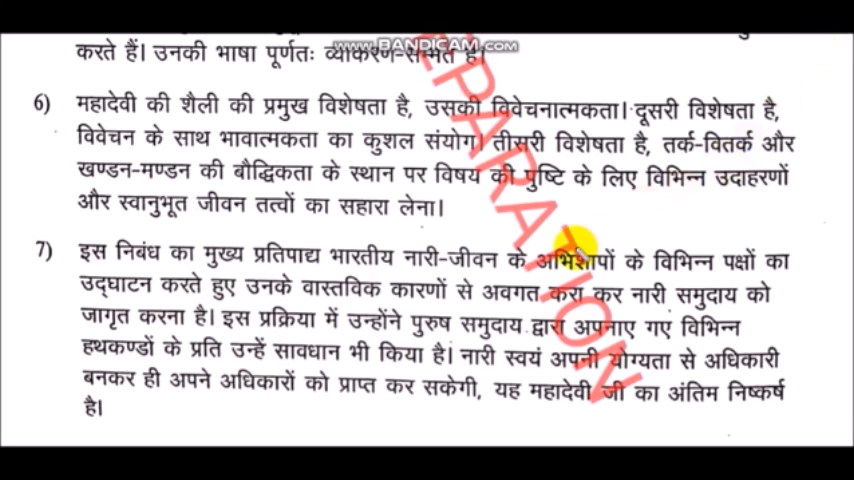 करते हैं। उनकी भाषा पूर्णतः व्याकरण-सम्मत है।
www.BANDICAM.com
6) महादेवी की शैली की प्रमुख विशेषता है, उसकी विवेचनात्मकता। दूसरी विशेषता है,
विवेचन के साथ भावात्मकता का कुशल संयोग। तीसरी विशेषता है, तर्क-वितर्क और
खण्डन-मण्डन की बौद्धिकता के स्थान पर विषय की पुष्टि के लिए विभिन्न उदाहरणों
और स्वानुभूत जीवन तत्वों का सहारा लेना।
7) इस निबंध का मुख्य प्रतिपाद्य भारतीय नारी-जीवन के अभिशापों के विभिन्न पक्षों का
उद्घाटन करते हुए उनके वास्तविक कारणों से अवगत करा कर नारी समुदाय को
जागृत करना है। इस प्रक्रिया में उन्होंने पुरुष समुदाय द्वारा अपनाए गए विभिन्न
हथकण्डों के प्रति उन्हें सावधान भी किया है। नारी स्वयं अपनी योग्यता से अधिकारी
बनकर ही अपने अधिकारों को प्राप्त कर सकेगी, यह महादेवी जी का अंतिम निष्कर्ष
है।
EPARATION